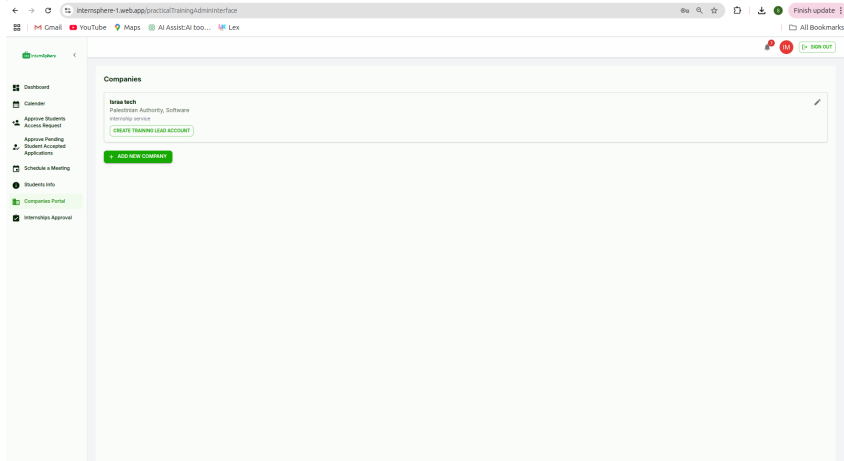 internsphere-1.web.app/practicalTrainingAdminInterface
Finish update
Gmail
YouTube
Maps
AI Assist:AI too...
Lex
All Bookmarks
InternSphere
IM
SIGN OUT
Dashboard
Calender
Approve Students
Access Request
Approve Pending
Student Accepted
Applications
Schedule a Meeting
Students Info
Companies Portal
Internships Approval
Companies
Israa tech
Palestinian Authority, Software
internship service
CREATE TRAINING LEAD ACCOUNT
+ ADD NEW COMPANY